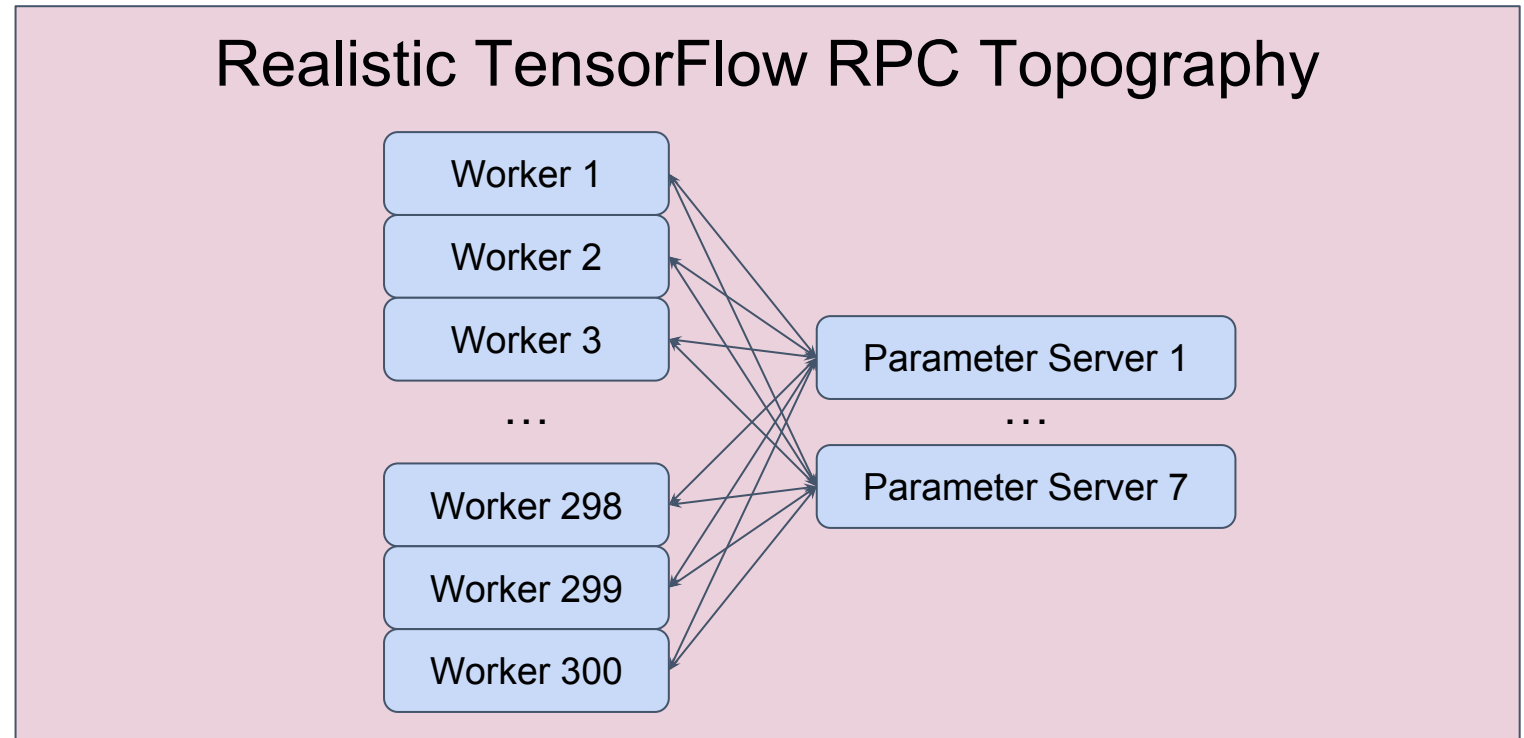 Realistic TensorFlow RPC Topography
Worker 1
Worker 2
Worker 3
...
Worker 298
Worker 299
Worker 300
Parameter Server 1
...
Parameter Server 7